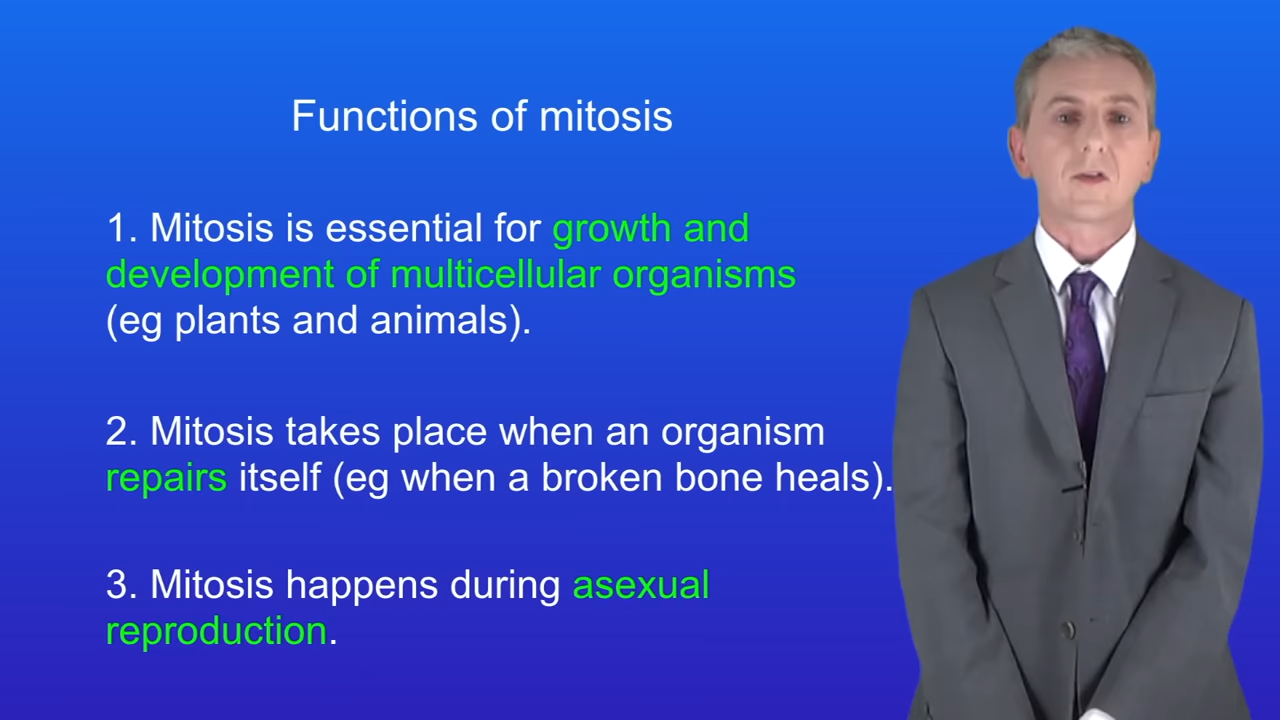 Functions of mitosis
1. Mitosis is essential for growth and
development of multicellular organisms
(eg plants and animals).
2. Mitosis takes place when an organism
repairs itself (eg when a broken bone heals).
3. Mitosis happens during asexual
reproduction.